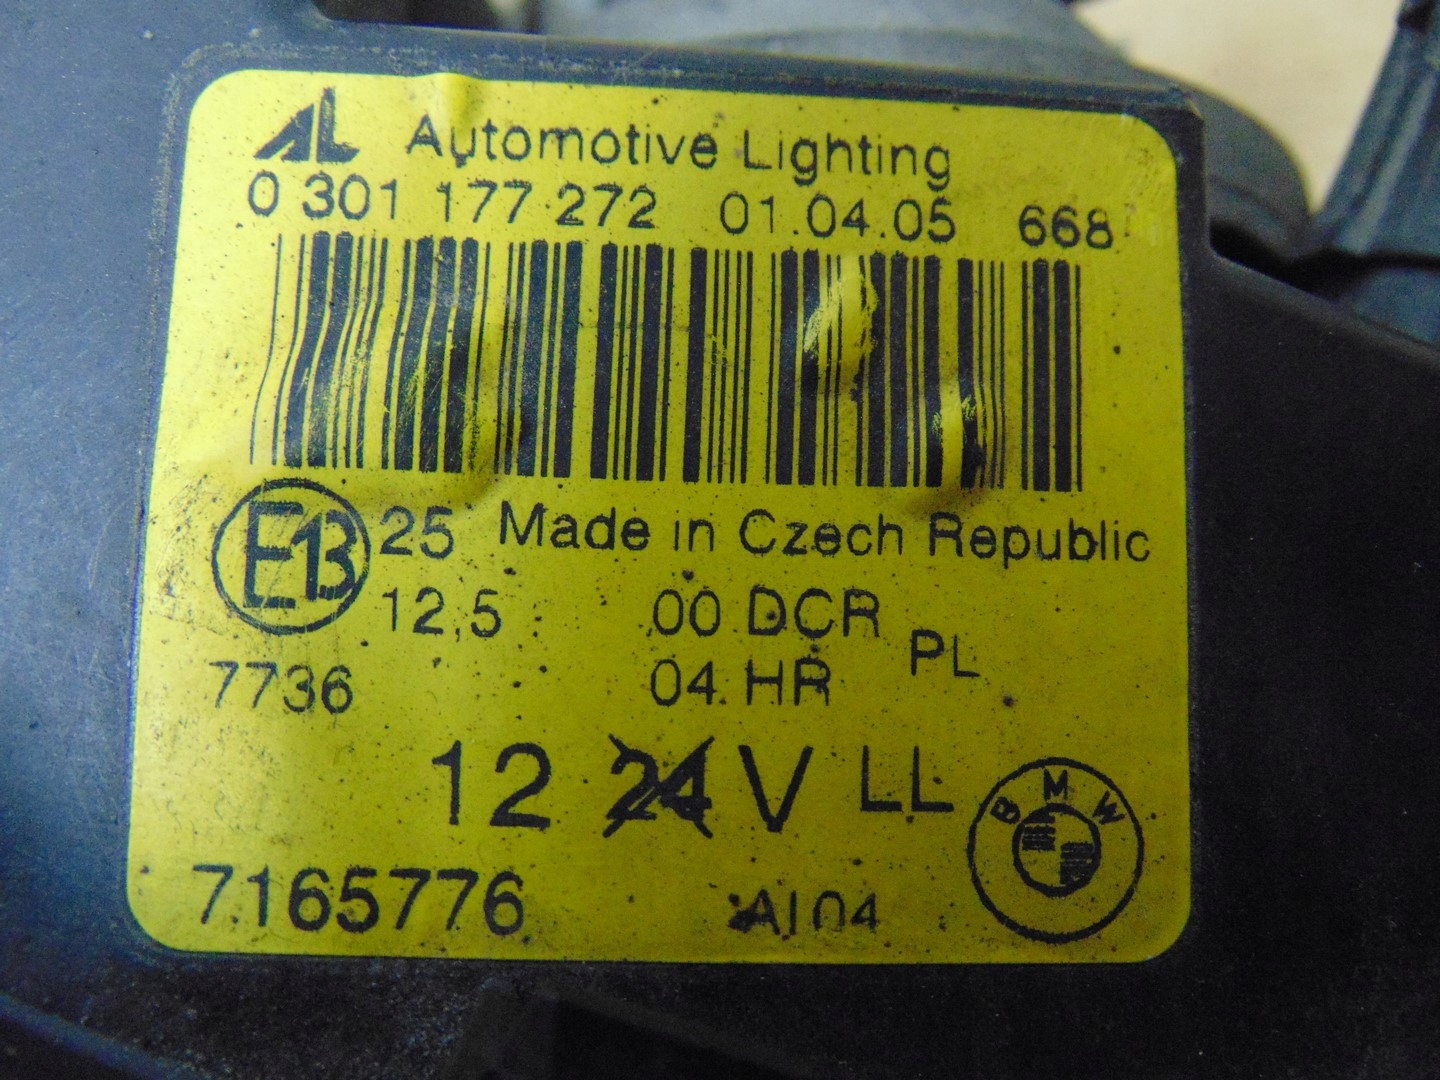 AL Automotive Lighting
0 301 177 272 01.04.05 668
E13 25 Made in Czech Republic
12,5 00 DCR
PL
7736 04 HR
12 24 V LL
BMW
7165776 AI04